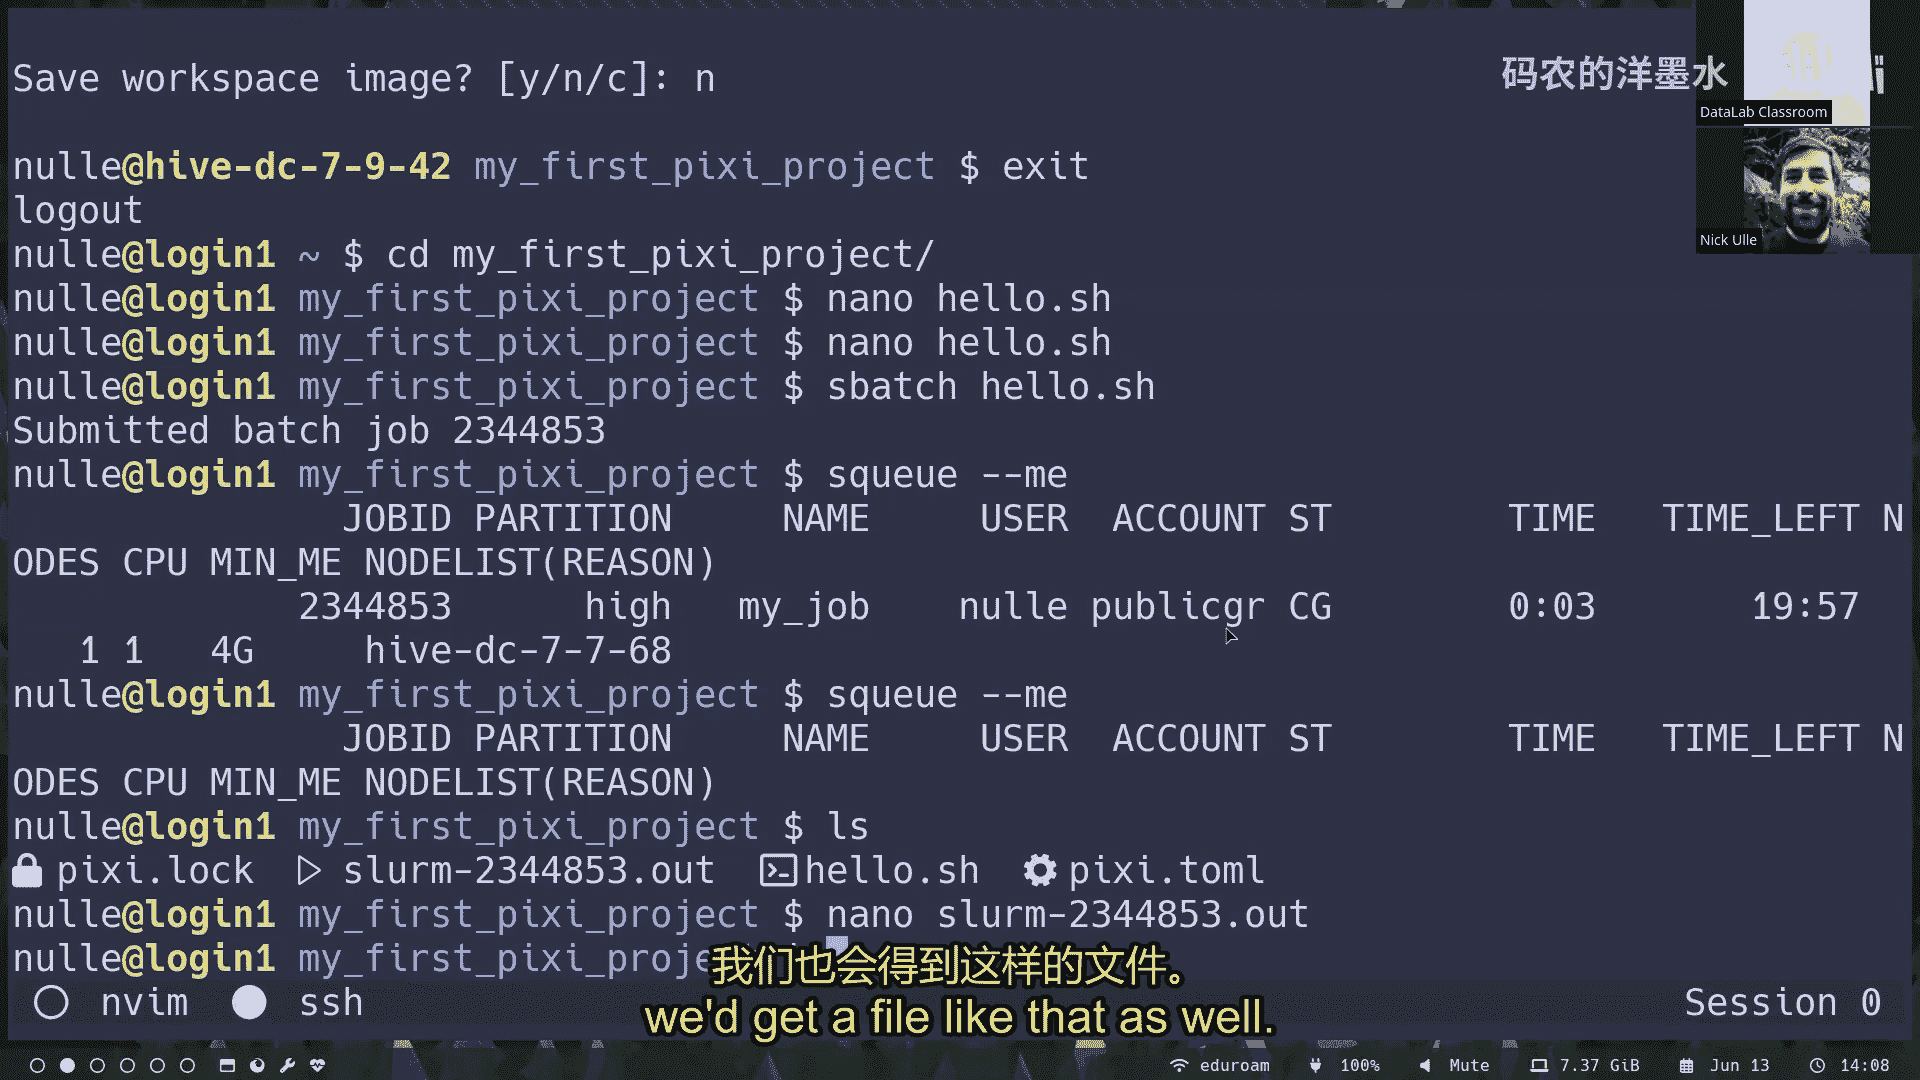 Save workspace image? [y/n/c]: n
码农的洋墨水
DataLab Classroom
nulle@hive-dc-7-9-42 my_first_pixi_project $ exit
logout
Nick Ulle
nulle@login1 ~ $ cd my_first_pixi_project/
nulle@login1 my_first_pixi_project $ nano hello.sh
nulle@login1 my_first_pixi_project $ nano hello.sh
nulle@login1 my_first_pixi_project $ sbatch hello.sh
Submitted batch job 2344853
nulle@login1 my_first_pixi_project $ squeue --me
JOBID PARTITION NAME USER ACCOUNT ST TIME TIME_LEFT N
ODES CPU MIN_ME NODELIST(REASON)
2344853 high my_job nulle publicgr CG 0:03 19:57
1 1 4G hive-dc-7-7-68
nulle@login1 my_first_pixi_project $ squeue --me
JOBID PARTITION NAME USER ACCOUNT ST TIME TIME_LEFT N
ODES CPU MIN_ME NODELIST(REASON)
nulle@login1 my_first_pixi_project $ ls
pixi.lock slurm-2344853.out hello.sh pixi.toml
nulle@login1 my_first_pixi_project $ nano slurm-2344853.out
nulle@login1 my_first_pixi_proje
我们也会得到这样的文件。
we'd get a file like that as well.
nvim ssh Session 0
eduroam 100% Mute 7.37 GiB Jun 13 14:08